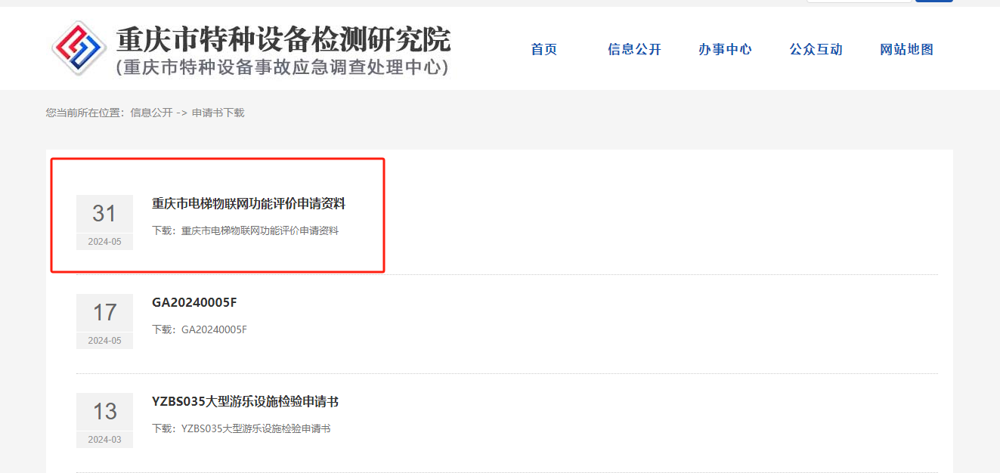 重庆市特种设备检测研究院
(重庆市特种设备事故应急调查处理中心)
首页 信息公开 办事中心 公众互动 网站地图
您当前所在位置：信息公开 -> 申请书下载
31
2024-05
重庆市电梯物联网功能评价申请资料
下载：重庆市电梯物联网功能评价申请资料
17
2024-05
GA20240005F
下载：GA20240005F
13
2024-03
YZBS035大型游乐设施检验申请书
下载：YZBS035大型游乐设施检验申请书